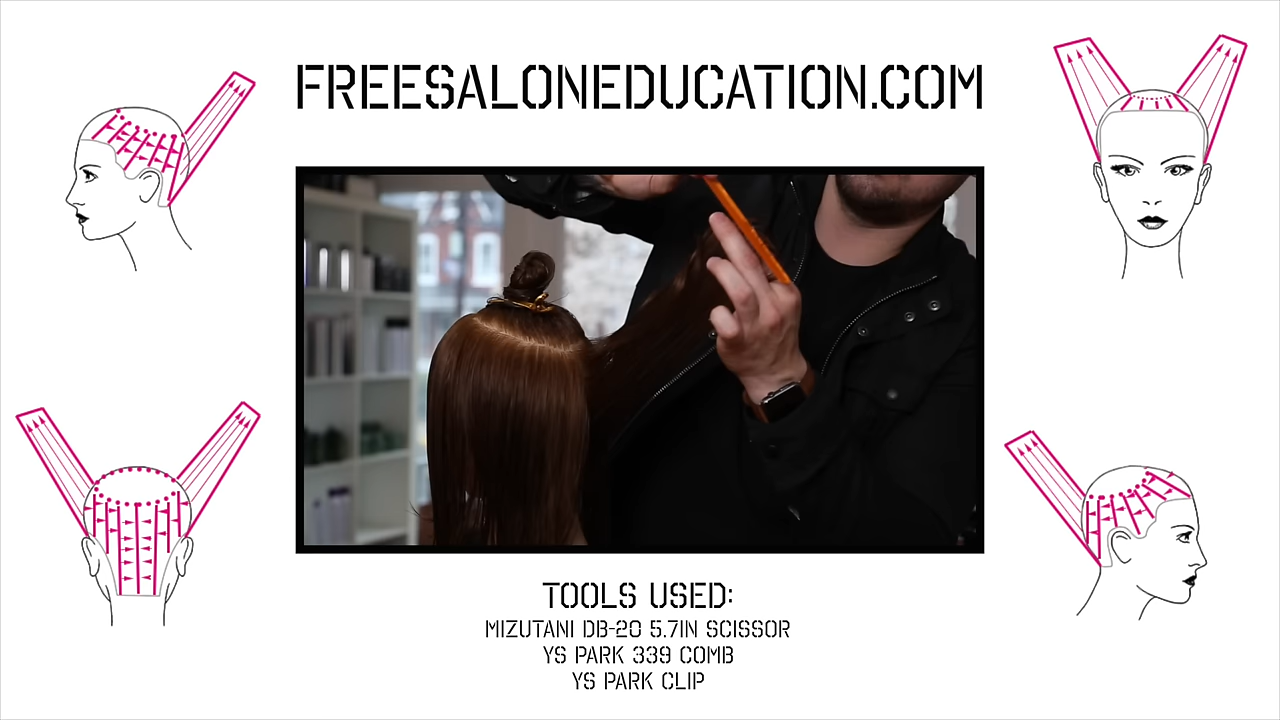 FREESALONEDUCATION.COM
TOOLS USED:
MIZUTANI DB-20 5.7IN SCISSOR
YS PARK 339 COMB
YS PARK CLIP